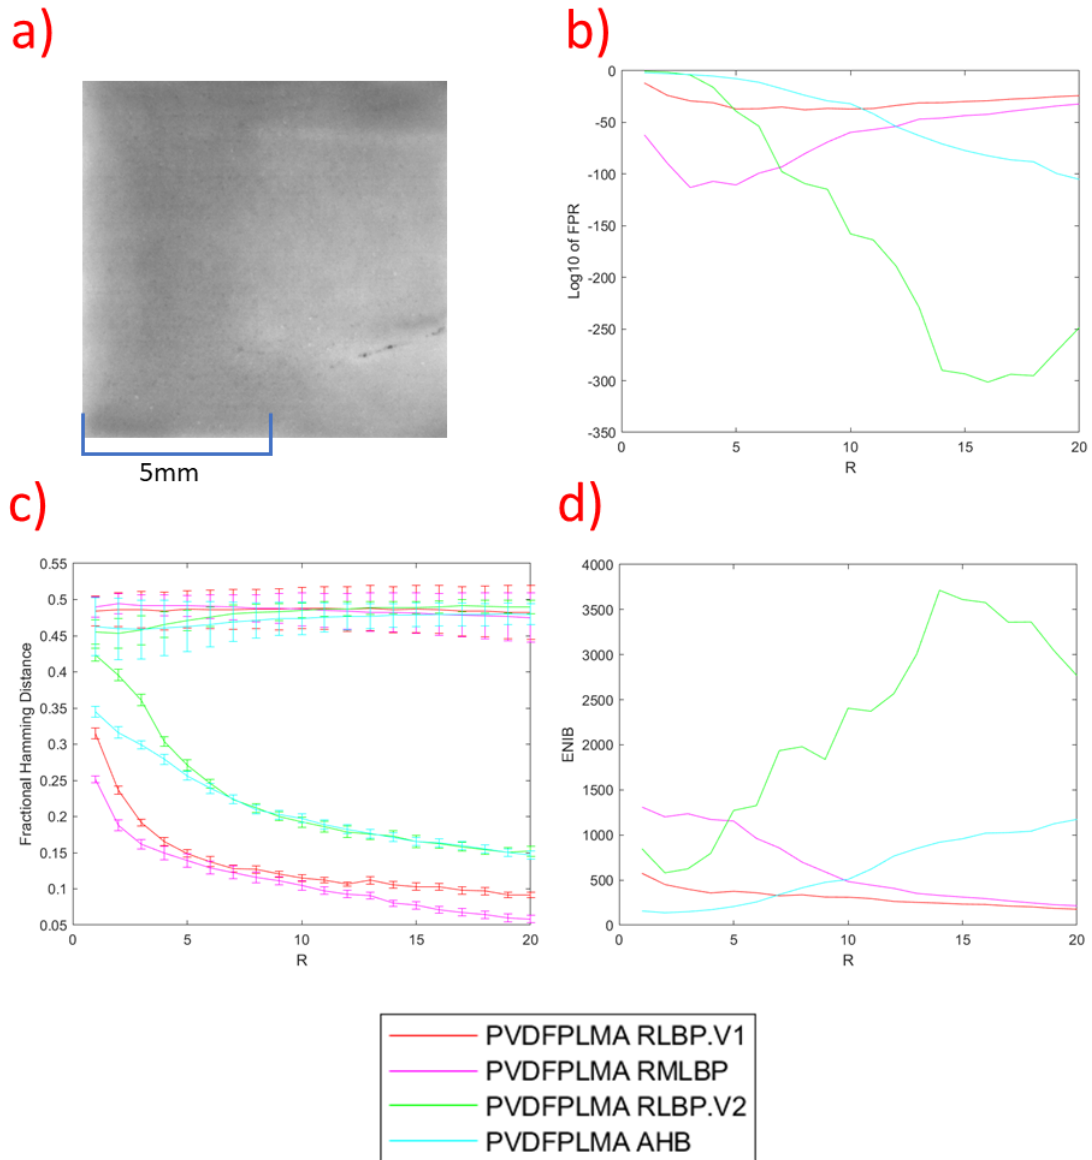 a)
5mm
b)
Log10 of FPR
0
-50
-100
-150
-200
-250
-300
-350
0 5 10 15 20
R
c)
Fractional Hamming Distance
0.55
0.5
0.45
0.4
0.35
0.3
0.25
0.2
0.15
0.1
0.05
0 5 10 15 20
R
d)
ENIB
4000
3500
3000
2500
2000
1500
1000
500
0
0 5 10 15 20
R
PVDFPLMA RLBP.V1
PVDFPLMA RMLBP
PVDFPLMA RLBP.V2
PVDFPLMA AHB